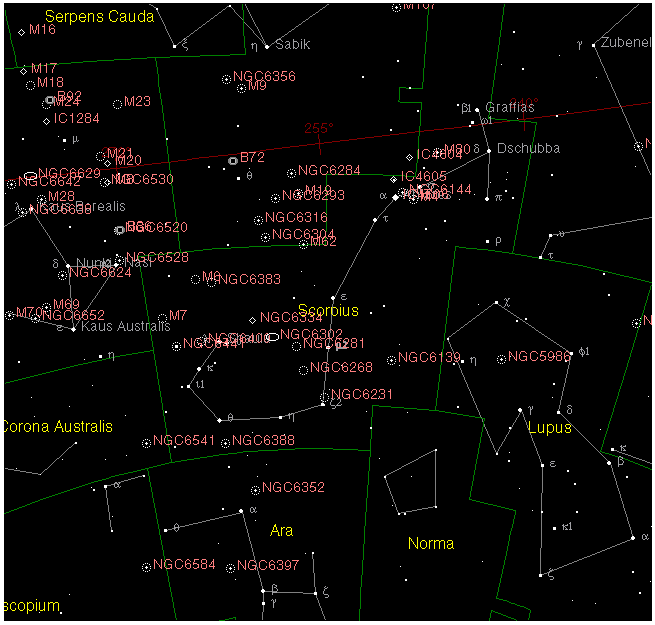 Serpens Cauda
M107
M16
ζ
η
Sabik
γ
Zubenel
M17
M18
NGC6356
M9
B92
M24
M23
β1
Graffias
IC1284
ω1
μ
255°
M21
M20
B72
IC4604
M80
δ
Dschubba
NGC6629
NGC6284
θ
IC4605
NGC6642
NGC6530
NGC6144
M19
NGC6293
M28
α
M4
π
λ
Kaus Borealis
NGC6316
τ
NGC6520
NGC6304
M62
ρ
υ
τ
δ
Nunki
Nasl
NGC6528
NGC6624
M6
NGC6383
ε
χ
M69
M70
NGC6652
M7
NGC6334
Scorpius
ε
Kaus Australis
NGC6302
NGC6441
NGC6281
η
NGC6139
η
NGC5986
φ1
κ
NGC6268
ι1
NGC6231
ζ2
θ
η
γ
δ
Corona Australis
Lupus
NGC6541
NGC6388
κ
β
ε
α
NGC6352
α
θ
Ara
κ1
Norma
α
NGC6584
NGC6397
ζ
β
ζ
γ
scopium